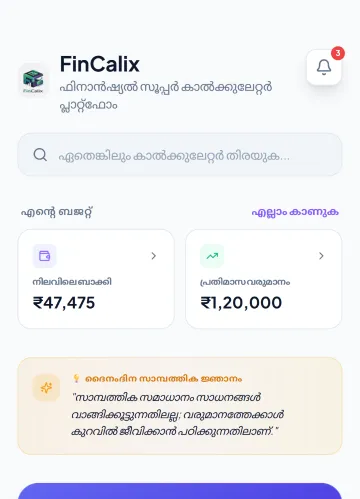 FinCalix
ഫിനാൻഷ്യൽ സൂപ്പർ കാൽക്കുലേറ്റർ
പ്ലാറ്റ്ഫോം
3
FinCalix
ഏതെങ്കിലും കാൽക്കുലേറ്റർ തിരയുക...
എന്റെ ബജറ്റ്
എല്ലാം കാണുക
നിലവിലെ ബാക്കി
₹47,475
പ്രതിമാസ വരുമാനം
₹1,20,000
ദൈനംദിന സാമ്പത്തിക ജ്ഞാനം
"സാമ്പത്തിക സമാധാനം സാധനങ്ങൾ
വാങ്ങിക്കൂട്ടുന്നതിലല്ല; വരുമാനത്തേക്കാൾ
കുറവിൽ ജീവിക്കാൻ പഠിക്കുന്നതിലാണ്."